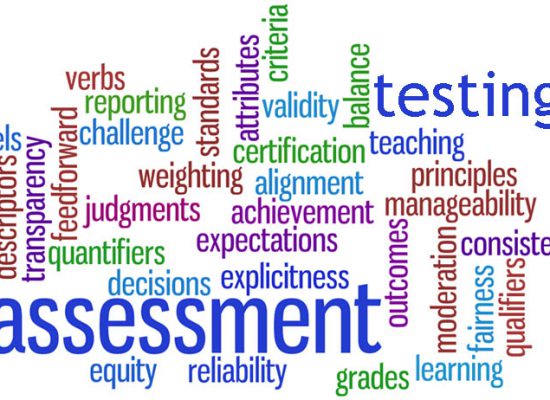 criteria
attributes
standards
balance
verbs
reporting
testing
validity
challenge
feedforward
els
certification
teaching
transparency
descriptors
weighting
alignment
principles
judgments
achievement
manageability
quantifiers
expectations
outcomes
moderation
consiste
fairness
qualifiers
decisions
explicitness
assessment
equity
reliability
grades
learning